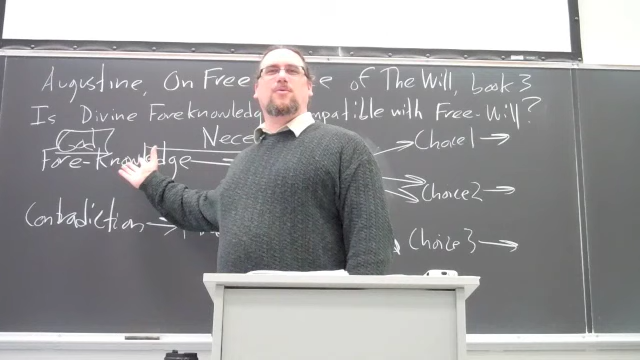 Augustine, On Free of The Will, book 3
Is Divine Foreknowle mpatible with Free-Will?
God
Nece
Choice1
Fore-Knowledge
Choice2
Contradiction
Choice3